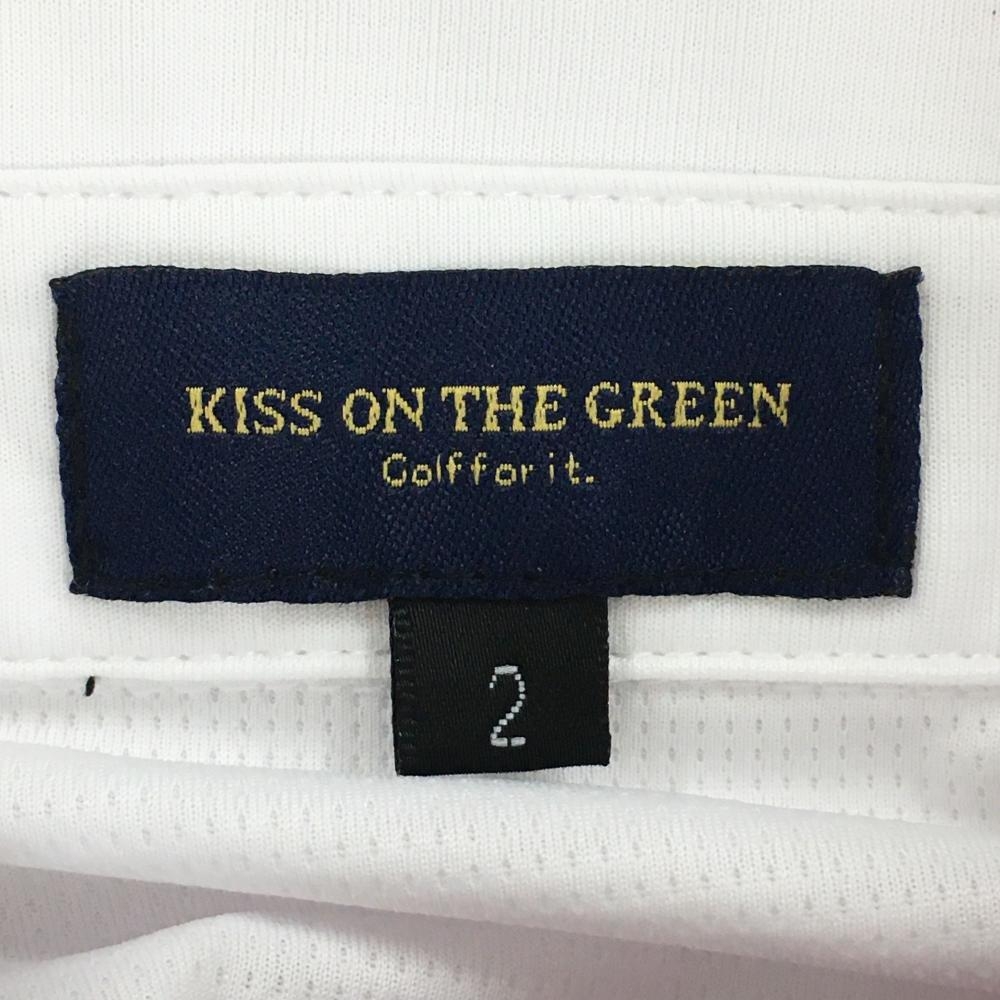 KISS ON THE GREEN
Golf for it.
2